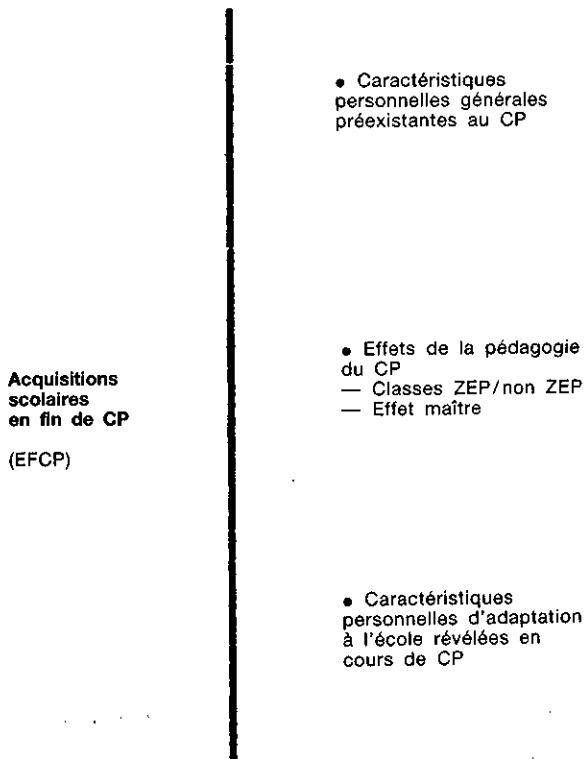 • Caractéristiques
personnelles générales
préexistantes au CP
Acquisitions
scolaires
en fin de CP
(EFCP)
• Effets de la pédagogie
du CP
— Classes ZEP/non ZEP
— Effet maître
• Caractéristiques
personnelles d'adaptation
à l'école révélées en
cours de CP